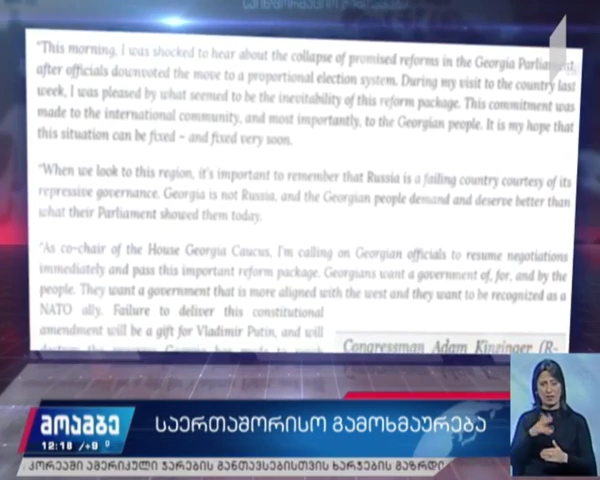 "This morning, I was shocked to hear about the collapse of promised reforms in the Georgia Parliament,
after officials downvoted the move to a proportional election system. During my visit to the country last
week, I was pleased by what seemed to be the inevitability of this reform package. This commitment was
made to the international community, and most importantly, to the Georgian people. It is my hope that
this situation can be fixed – and fixed very soon.
"When we look to this region, it's important to remember that Russia is a failing country courtesy of its
repressive governance. Georgia is not Russia, and the Georgian people demand and deserve better than
what their Parliament showed them today.
"As co-chair of the House Georgia Caucus, I'm calling on Georgian officials to resume negotiations
immediately and pass this important reform package. Georgians want a government of, for, and by the
people. They want a government that is more aligned with the west and they want to be recognized as a
NATO ally. Failure to deliver this constitutional
amendment will be a gift for Vladimir Putin, and will
Congressman Adam Kinzinger (R-
მოამბე
საერთაშორისო გამოხმაურება
12:18 /+9°
კორეაში ამერიკული ჯარების განთავსებისთვის ხარჯების გაზრდი